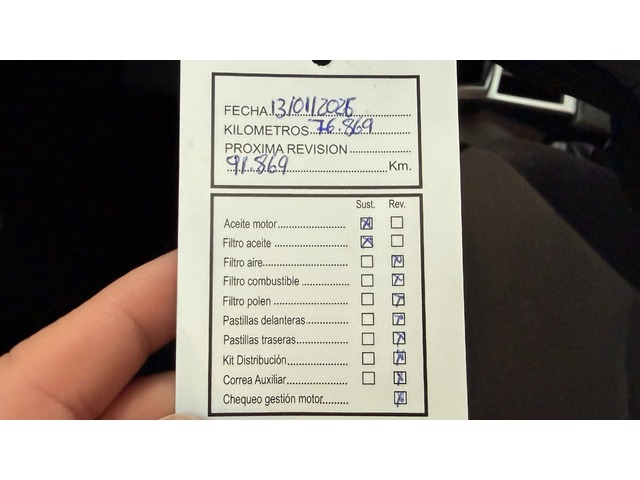 FECHA 13/01/2026
KILOMETROS 76.869
PROXIMA REVISION
91.869 Km.
Sust. Rev.
Aceite motor
Filtro aceite
Filtro aire
Filtro combustible
Filtro polen
Pastillas delanteras
Pastillas traseras
Kit Distribución
Correa Auxiliar
Chequeo gestión motor